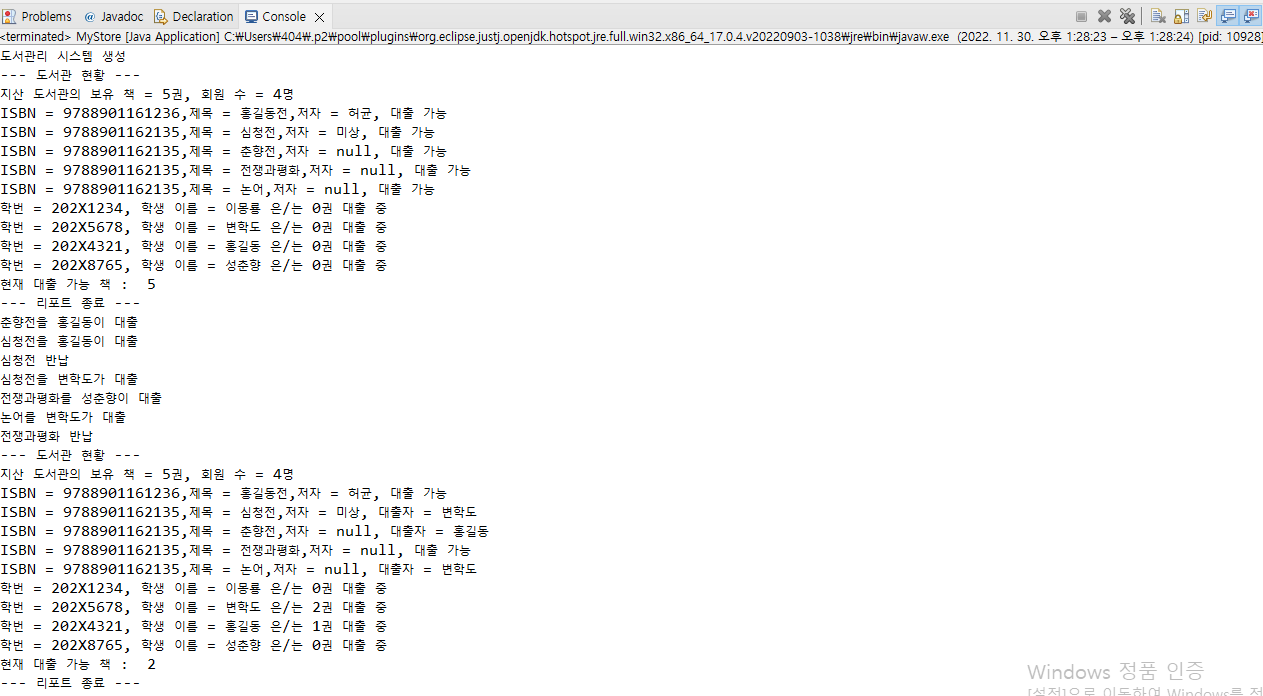 Problems @ Javadoc Declaration Console
<terminated> MyStore [Java Application] C:₩Users₩404₩.p2₩pool₩plugins₩org.eclipse.justj.openjdk.hotspot.jre.full.win32.x86_64_17.0.4.v20220903-1038₩jre₩bin₩javaw.exe (2022. 11. 30. 오후 1:28:23 – 오후 1:28:24) [pid: 10928]
도서관리 시스템 생성
--- 도서관 현황 ---
지산 도서관의 보유 책 = 5권, 회원 수 = 4명
ISBN = 9788901161236,제목 = 홍길동전,저자 = 허균, 대출 가능
ISBN = 9788901162135,제목 = 심청전,저자 = 미상, 대출 가능
ISBN = 9788901162135,제목 = 춘향전,저자 = null, 대출 가능
ISBN = 9788901162135,제목 = 전쟁과평화,저자 = null, 대출 가능
ISBN = 9788901162135,제목 = 논어,저자 = null, 대출 가능
학번 = 202X1234, 학생 이름 = 이몽룡 은/는 0권 대출 중
학번 = 202X5678, 학생 이름 = 변학도 은/는 0권 대출 중
학번 = 202X4321, 학생 이름 = 홍길동 은/는 0권 대출 중
학번 = 202X8765, 학생 이름 = 성춘향 은/는 0권 대출 중
현재 대출 가능 책 :  5
--- 리포트 종료 ---
춘향전을 홍길동이 대출
심청전을 홍길동이 대출
심청전 반납
심청전을 변학도가 대출
전쟁과평화를 성춘향이 대출
논어를 변학도가 대출
전쟁과평화 반납
--- 도서관 현황 ---
지산 도서관의 보유 책 = 5권, 회원 수 = 4명
ISBN = 9788901161236,제목 = 홍길동전,저자 = 허균, 대출 가능
ISBN = 9788901162135,제목 = 심청전,저자 = 미상, 대출자 = 변학도
ISBN = 9788901162135,제목 = 춘향전,저자 = null, 대출자 = 홍길동
ISBN = 9788901162135,제목 = 전쟁과평화,저자 = null, 대출 가능
ISBN = 9788901162135,제목 = 논어,저자 = null, 대출자 = 변학도
학번 = 202X1234, 학생 이름 = 이몽룡 은/는 0권 대출 중
학번 = 202X5678, 학생 이름 = 변학도 은/는 2권 대출 중
학번 = 202X4321, 학생 이름 = 홍길동 은/는 1권 대출 중
학번 = 202X8765, 학생 이름 = 성춘향 은/는 0권 대출 중
현재 대출 가능 책 :  2
--- 리포트 종료 ---
Windows 정품 인증
[설정]으로 이동하여 Windows를 정